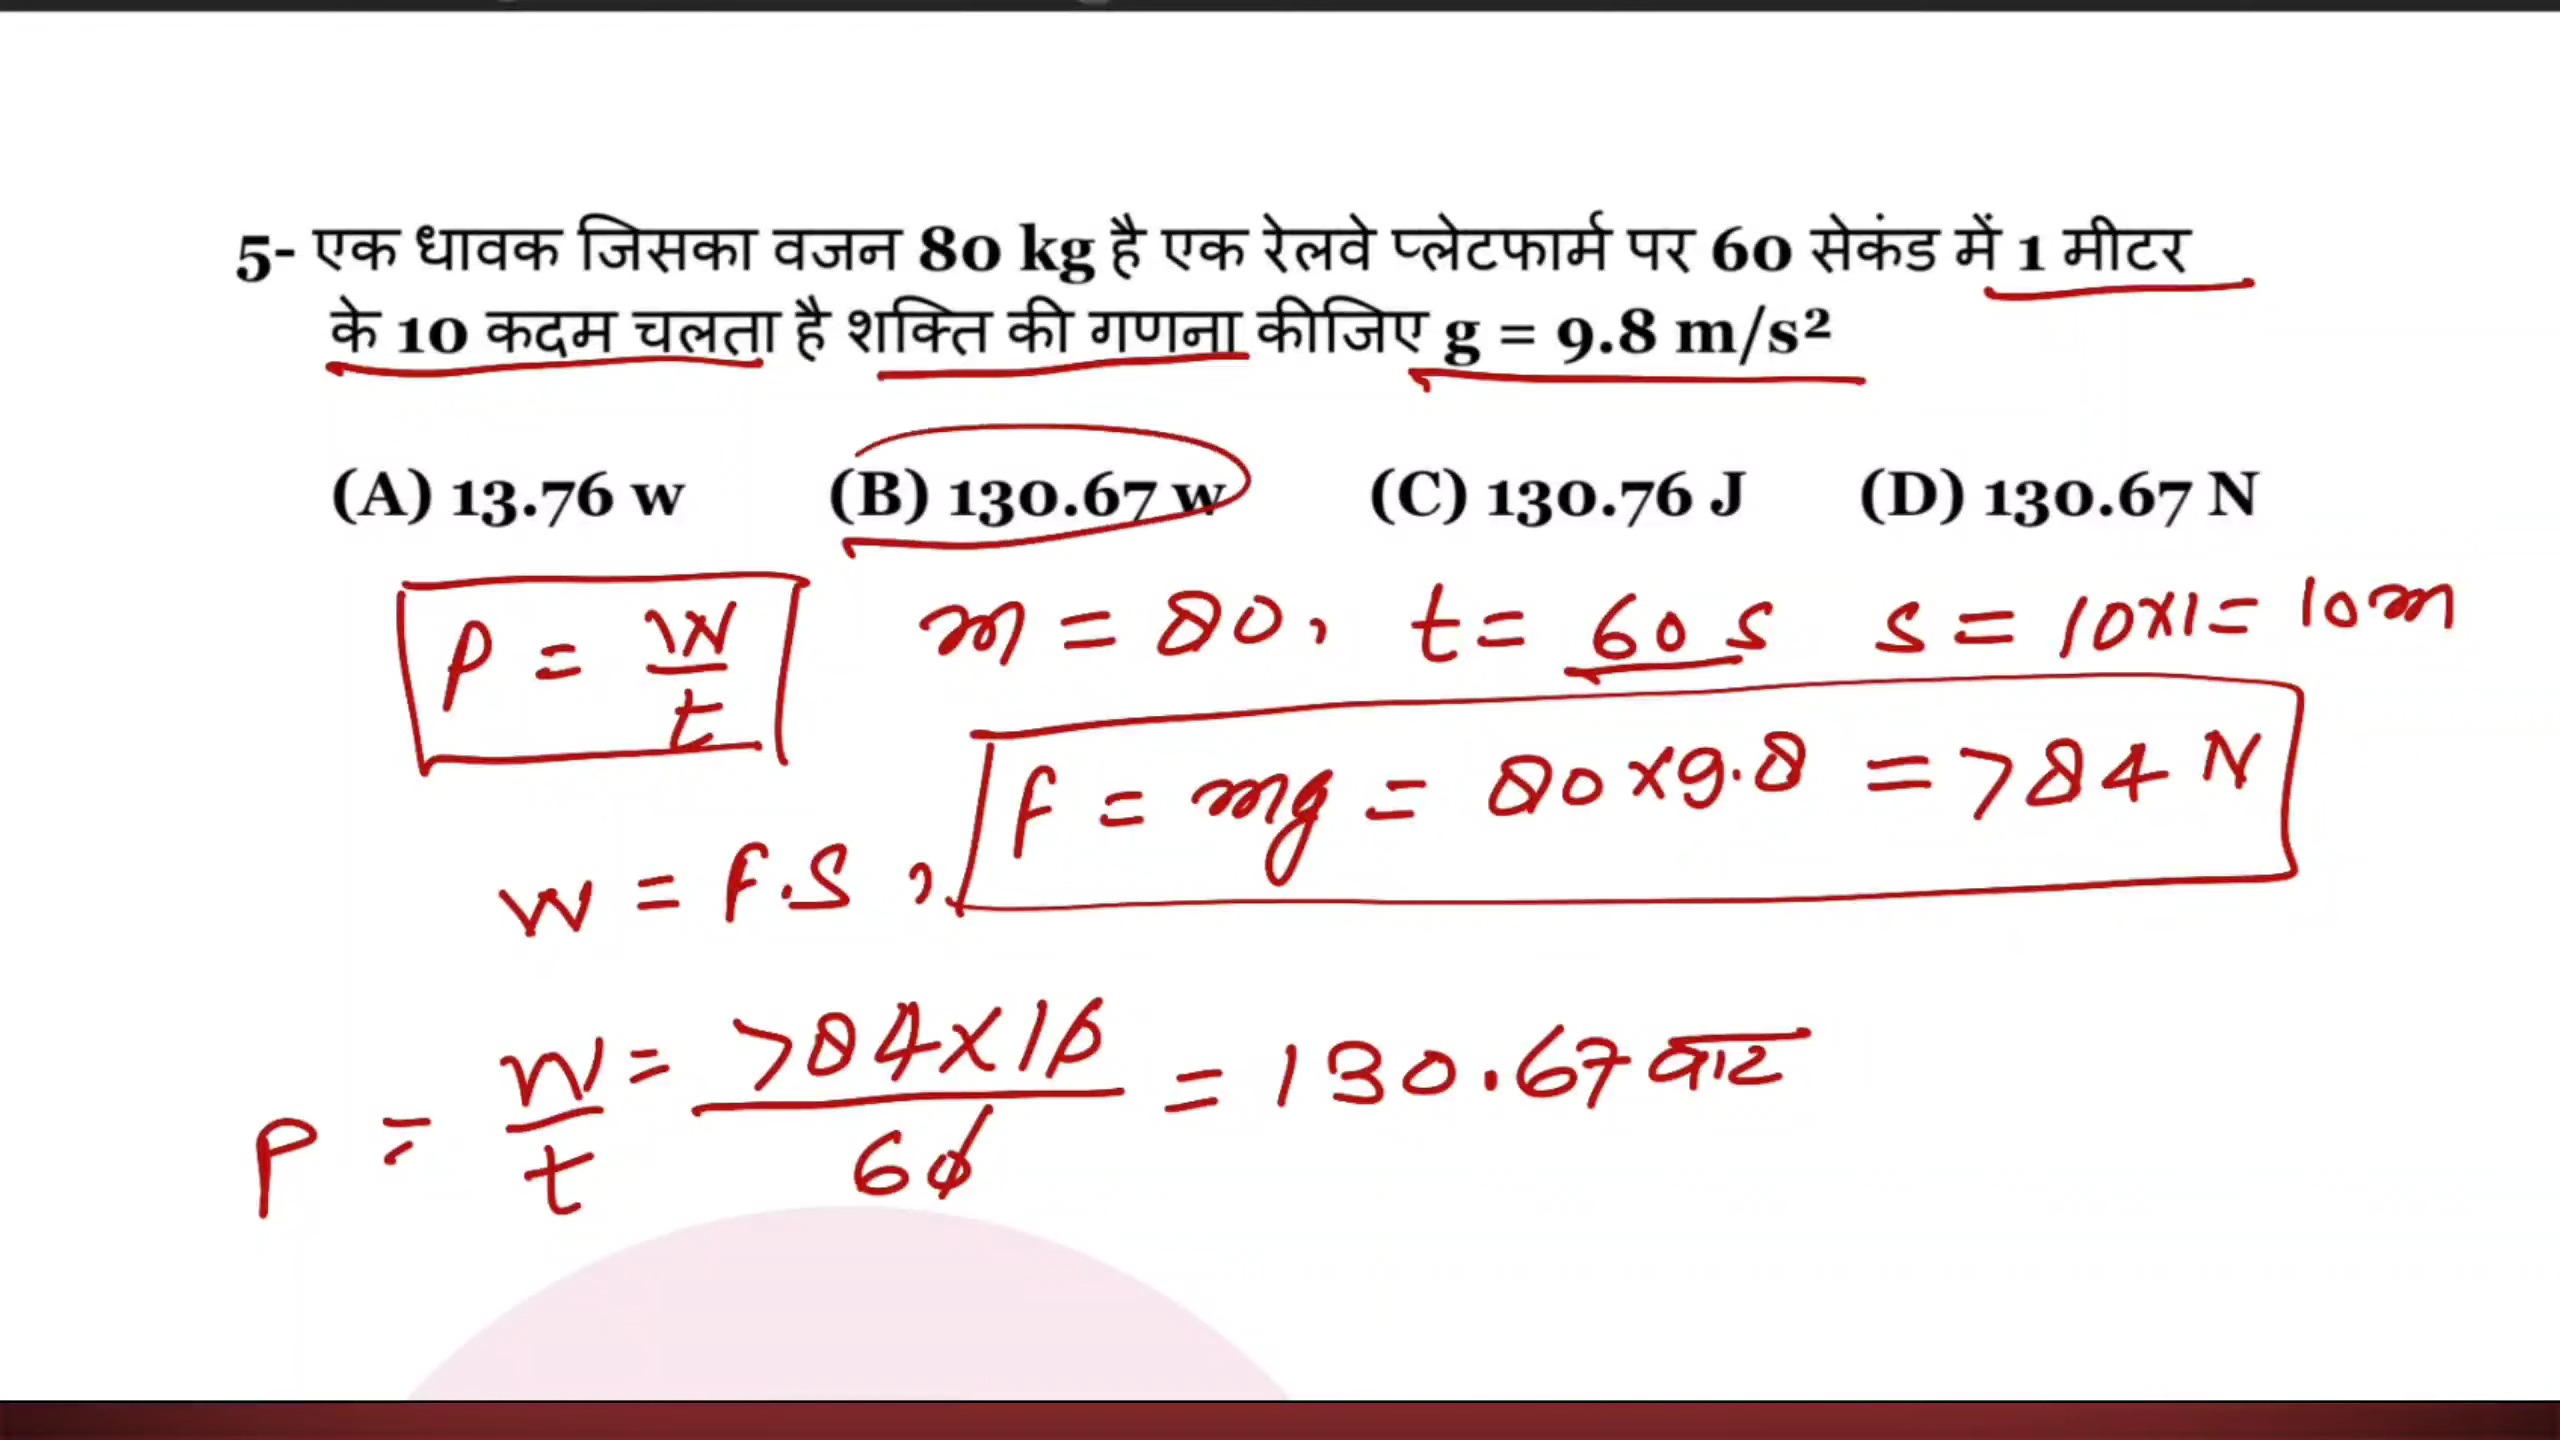 5- एक धावक जिसका वजन 80 kg है एक रेलवे प्लेटफार्म पर 60 सेकंड में 1 मीटर
के 10 कदम चलता है शक्ति की गणना कीजिए g = 9.8 m/s²
(A) 13.76 w (B) 130.67 w (C) 130.76 J (D) 130.67 N
P = W/t m = 80, t = 60 s s = 10×1 = 10m
W = F.S , F = mg = 80×9.8 = 784 N
P = W/t = 784×10/60 = 130.67 वाट